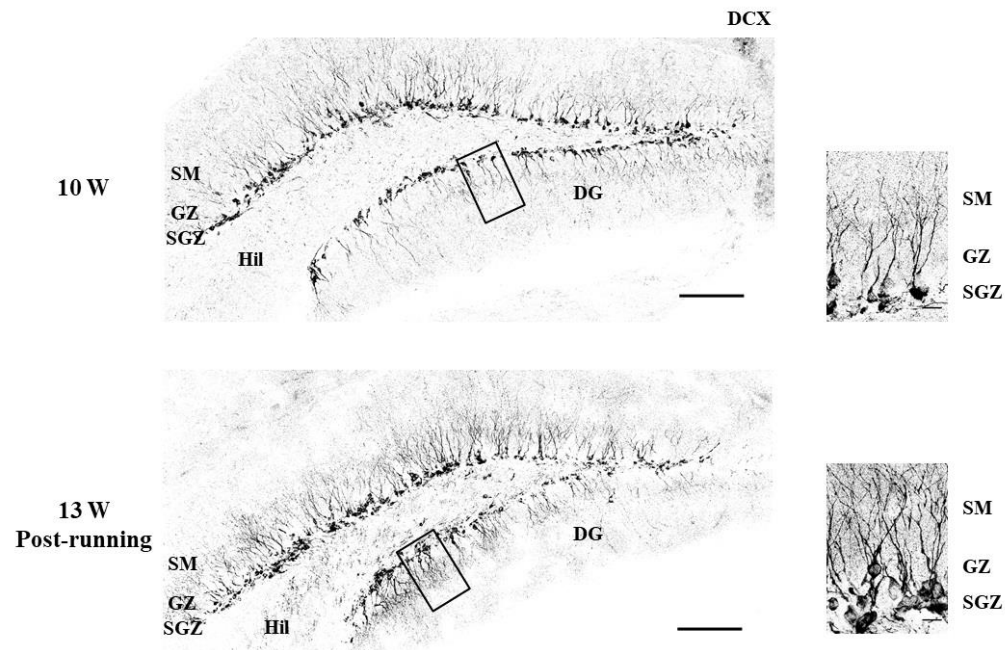 DCX
10 W
SM
GZ
SGZ
Hil
DG
SM
GZ
SGZ
13 W
Post-running
SM
GZ
SGZ
Hil
DG
SM
GZ
SGZ